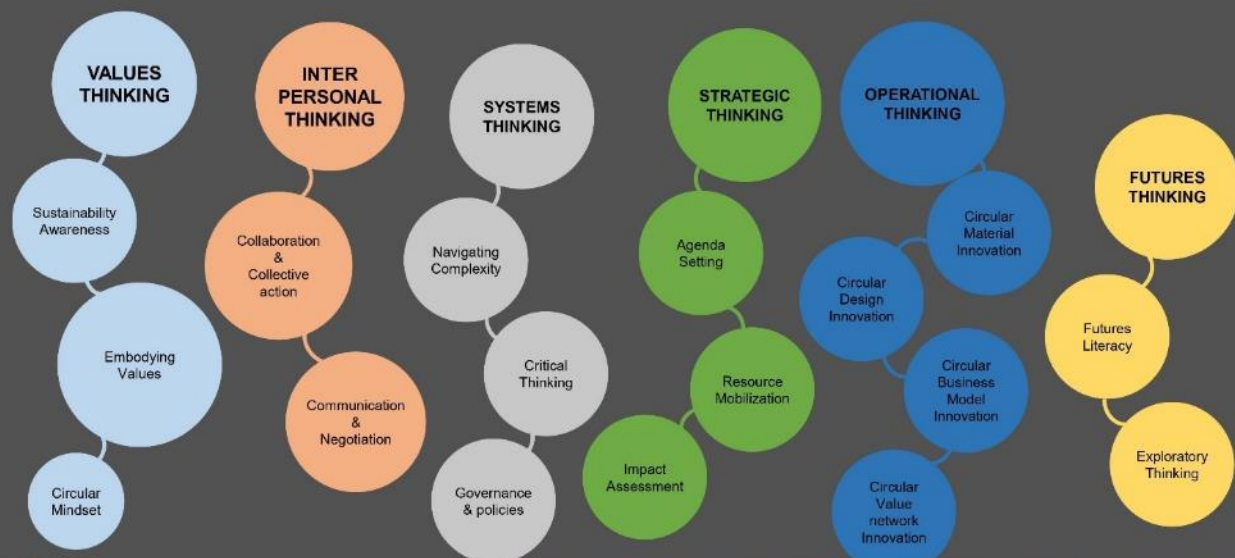 VALUES
THINKING
Sustainability
Awareness
Embodying
Values
Circular
Mindset
INTER
PERSONAL
THINKING
Collaboration
&
Collective
action
Communication
&
Negotiation
SYSTEMS
THINKING
Navigating
Complexity
Critical
Thinking
Governance
& policies
STRATEGIC
THINKING
Agenda
Setting
Resource
Mobilization
Impact
Assessment
OPERATIONAL
THINKING
Circular
Material
Innovation
Circular
Design
Innovation
Circular
Business
Model
Innovation
Circular
Value
network
Innovation
FUTURES
THINKING
Futures
Literacy
Exploratory
Thinking